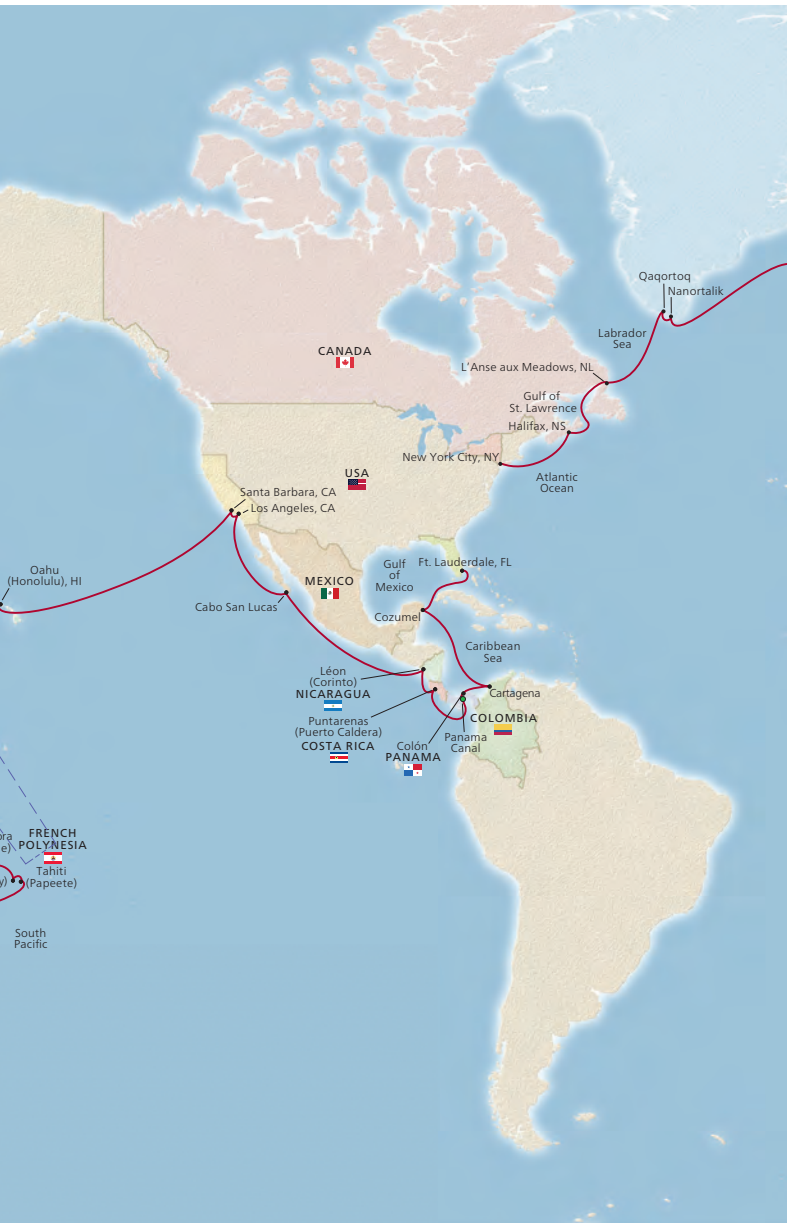 Qaqortoq
Nanortalik
Labrador
Sea
CANADA
L'Anse aux Meadows, NL
Gulf of
St. Lawrence
Halifax, NS
New York City, NY
USA
Atlantic
Ocean
Santa Barbara, CA
Los Angeles, CA
Oahu
(Honolulu), HI
Gulf
of
Mexico
Ft. Lauderdale, FL
MEXICO
Cabo San Lucas
Cozumel
Caribbean
Sea
Léon
(Corinto)
NICARAGUA
Cartagena
Puntarenas
(Puerto Caldera)
COSTA RICA
COLOMBIA
Panama
Canal
Colón
PANAMA
FRENCH
POLYNESIA
Tahiti
(Papeete)
South
Pacific